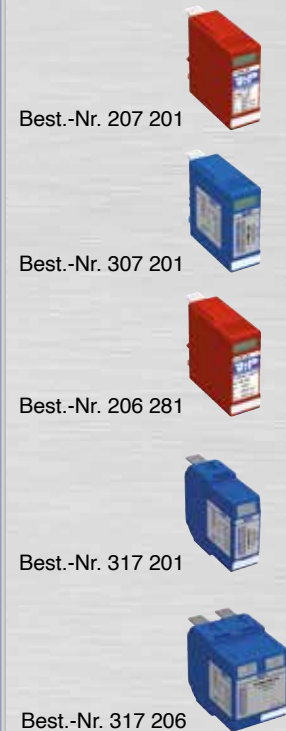 Best.-Nr. 207 201
Best.-Nr. 307 201
Best.-Nr. 206 281
Best.-Nr. 317 201
Best.-Nr. 317 206